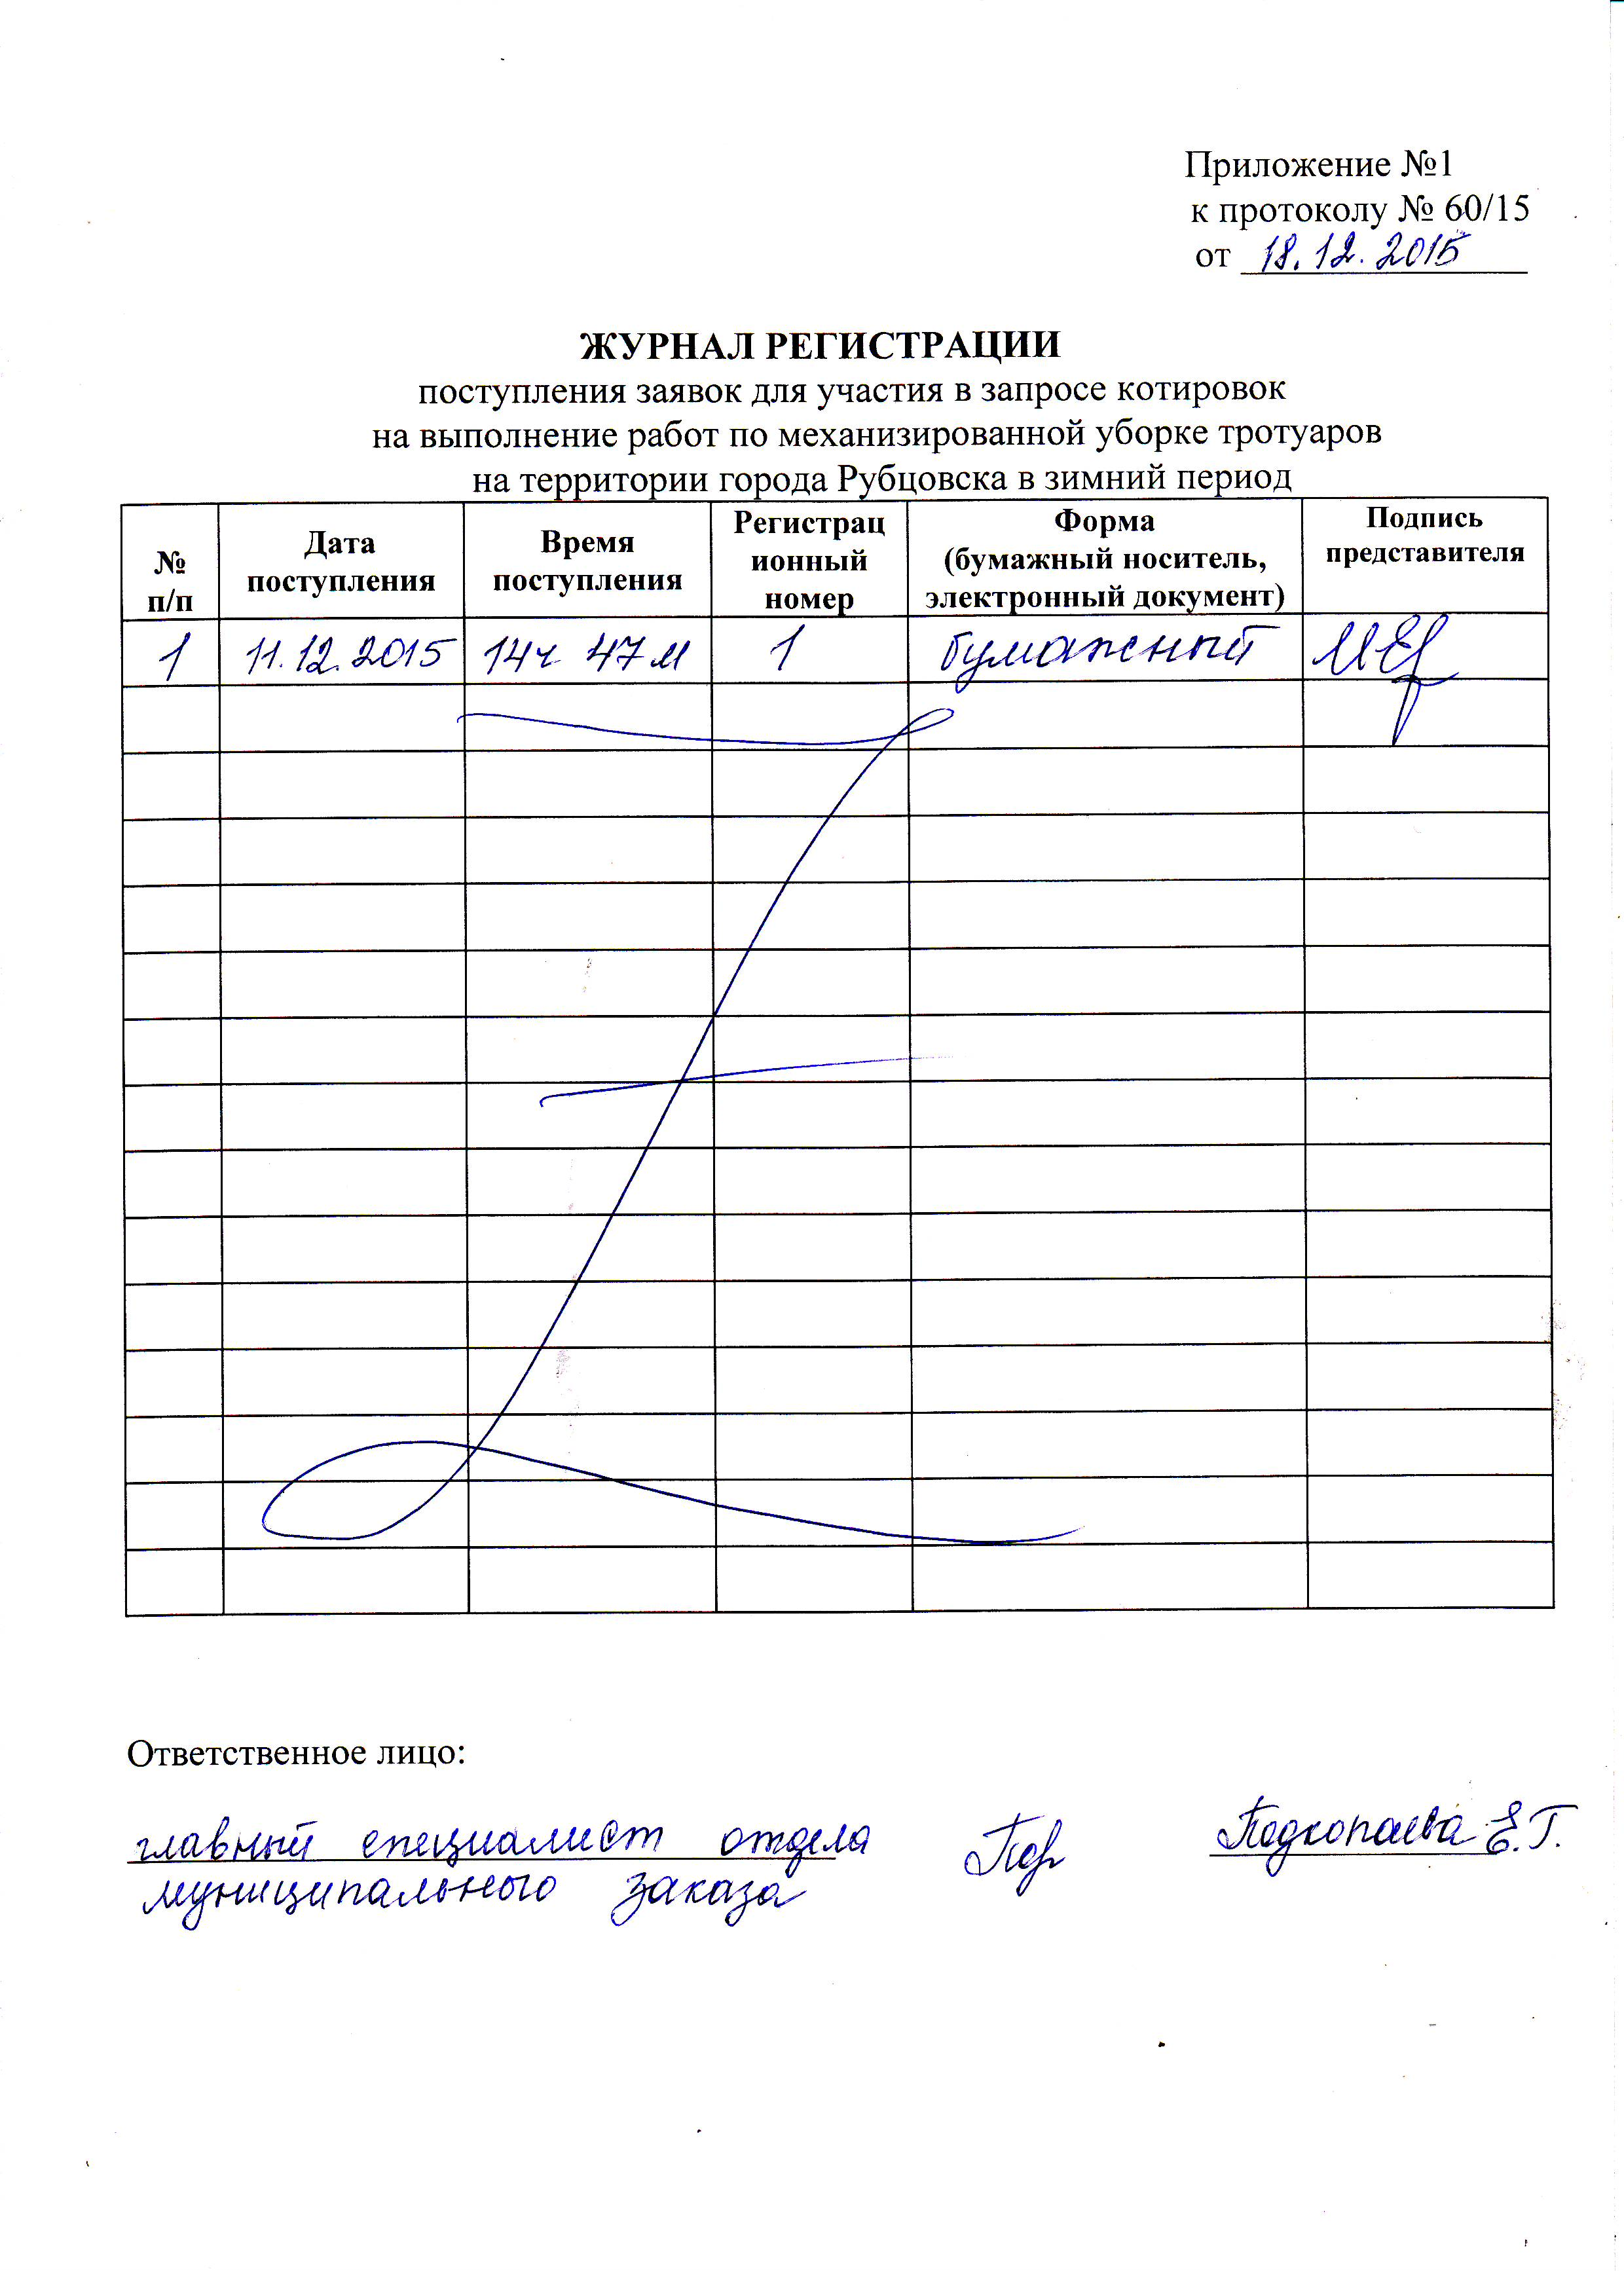 Приложение №1
к протоколу № 60/15
от 18.12.2015
ЖУРНАЛ РЕГИСТРАЦИИ
поступления заявок для участия в запросе котировок
на выполнение работ по механизированной уборке тротуаров
на территории города Рубцовска в зимний период
№ п/п
Дата поступления
Время поступления
Регистрац ионный номер
Форма (бумажный носитель, электронный документ)
Подпись представителя
1 11.12.2015 14ч 47м 1 бумажный
Ответственное лицо:
главный специалист отдела Подкопаева Е.Г.
муниципального заказа